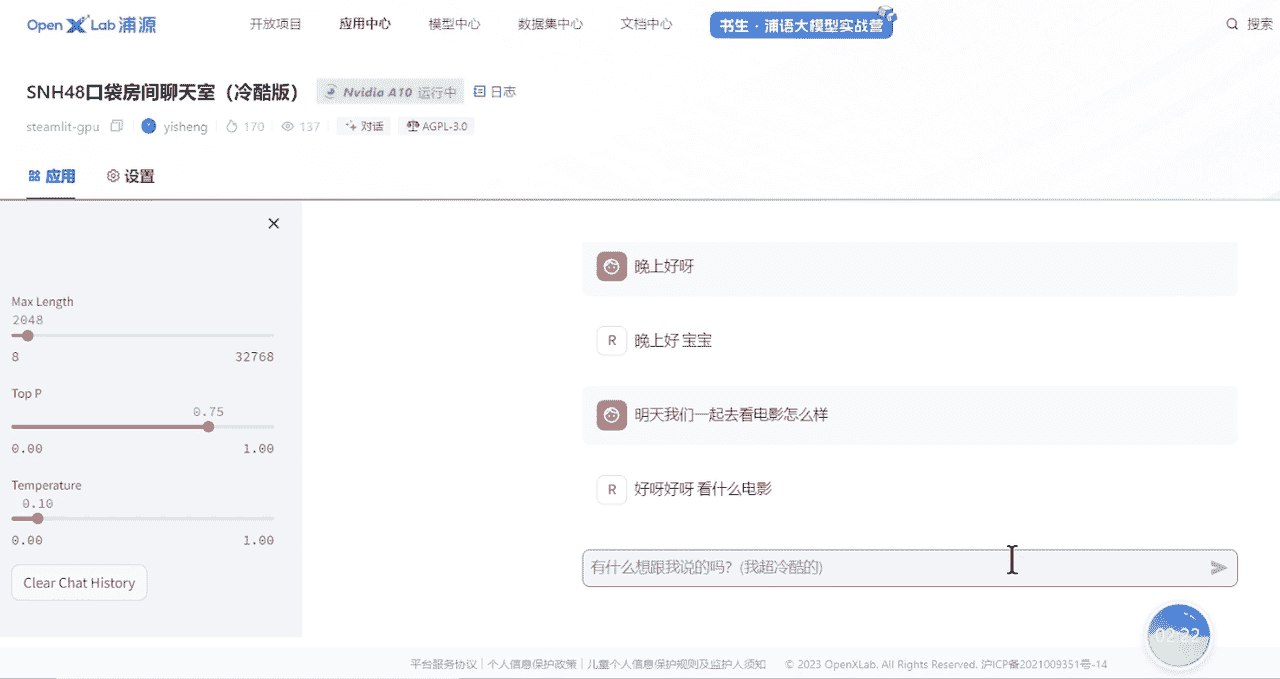 OpenXLab浦源 开放项目 应用中心 模型中心 数据集中心 文档中心 书生·浦语大模型实战营 搜索
SNH48口袋房间聊天室（冷酷版） Nvidia A10 运行中 日志
steamlit-gpu yisheng 170 137 对话 AGPL-3.0
应用 设置
晚上好呀
Max Length
2048
8 32768
R 晚上好 宝宝
Top P
0.75
0.00 1.00
明天我们一起去看电影怎么样
Temperature
0.10
0.00 1.00
R 好呀好呀 看什么电影
Clear Chat History
有什么想跟我说的吗？(我超冷酷的)
02:22
平台服务协议 | 个人信息保护政策 | 儿童个人信息保护规则及监护人须知 © 2023 OpenXLab. All Rights Reserved. 沪ICP备2021009351号-14